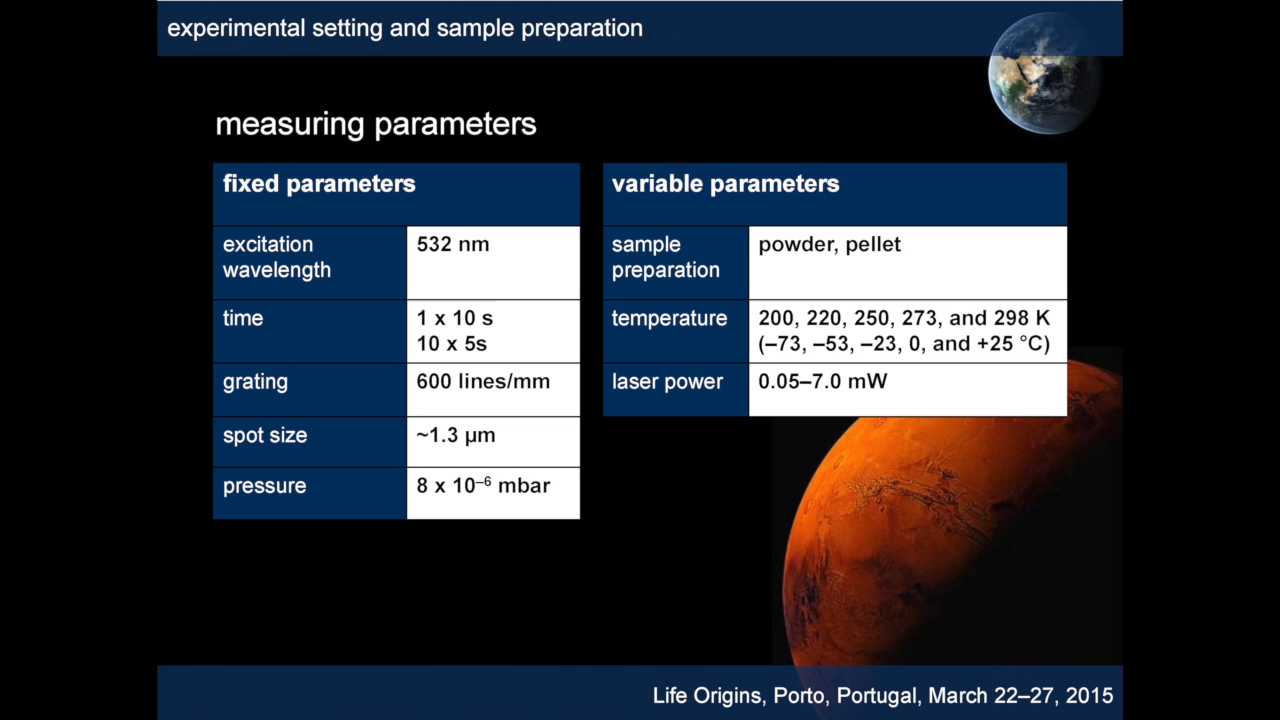 experimental setting and sample preparation
measuring parameters
fixed parameters
excitation
wavelength
532 nm
time
1 x 10 s
10 x 5s
grating
600 lines/mm
spot size
~1.3 µm
pressure
8 x 10⁻⁶ mbar
variable parameters
sample
preparation
powder, pellet
temperature
200, 220, 250, 273, and 298 K
(–73, –53, –23, 0, and +25 °C)
laser power
0.05–7.0 mW
Life Origins, Porto, Portugal, March 22–27, 2015